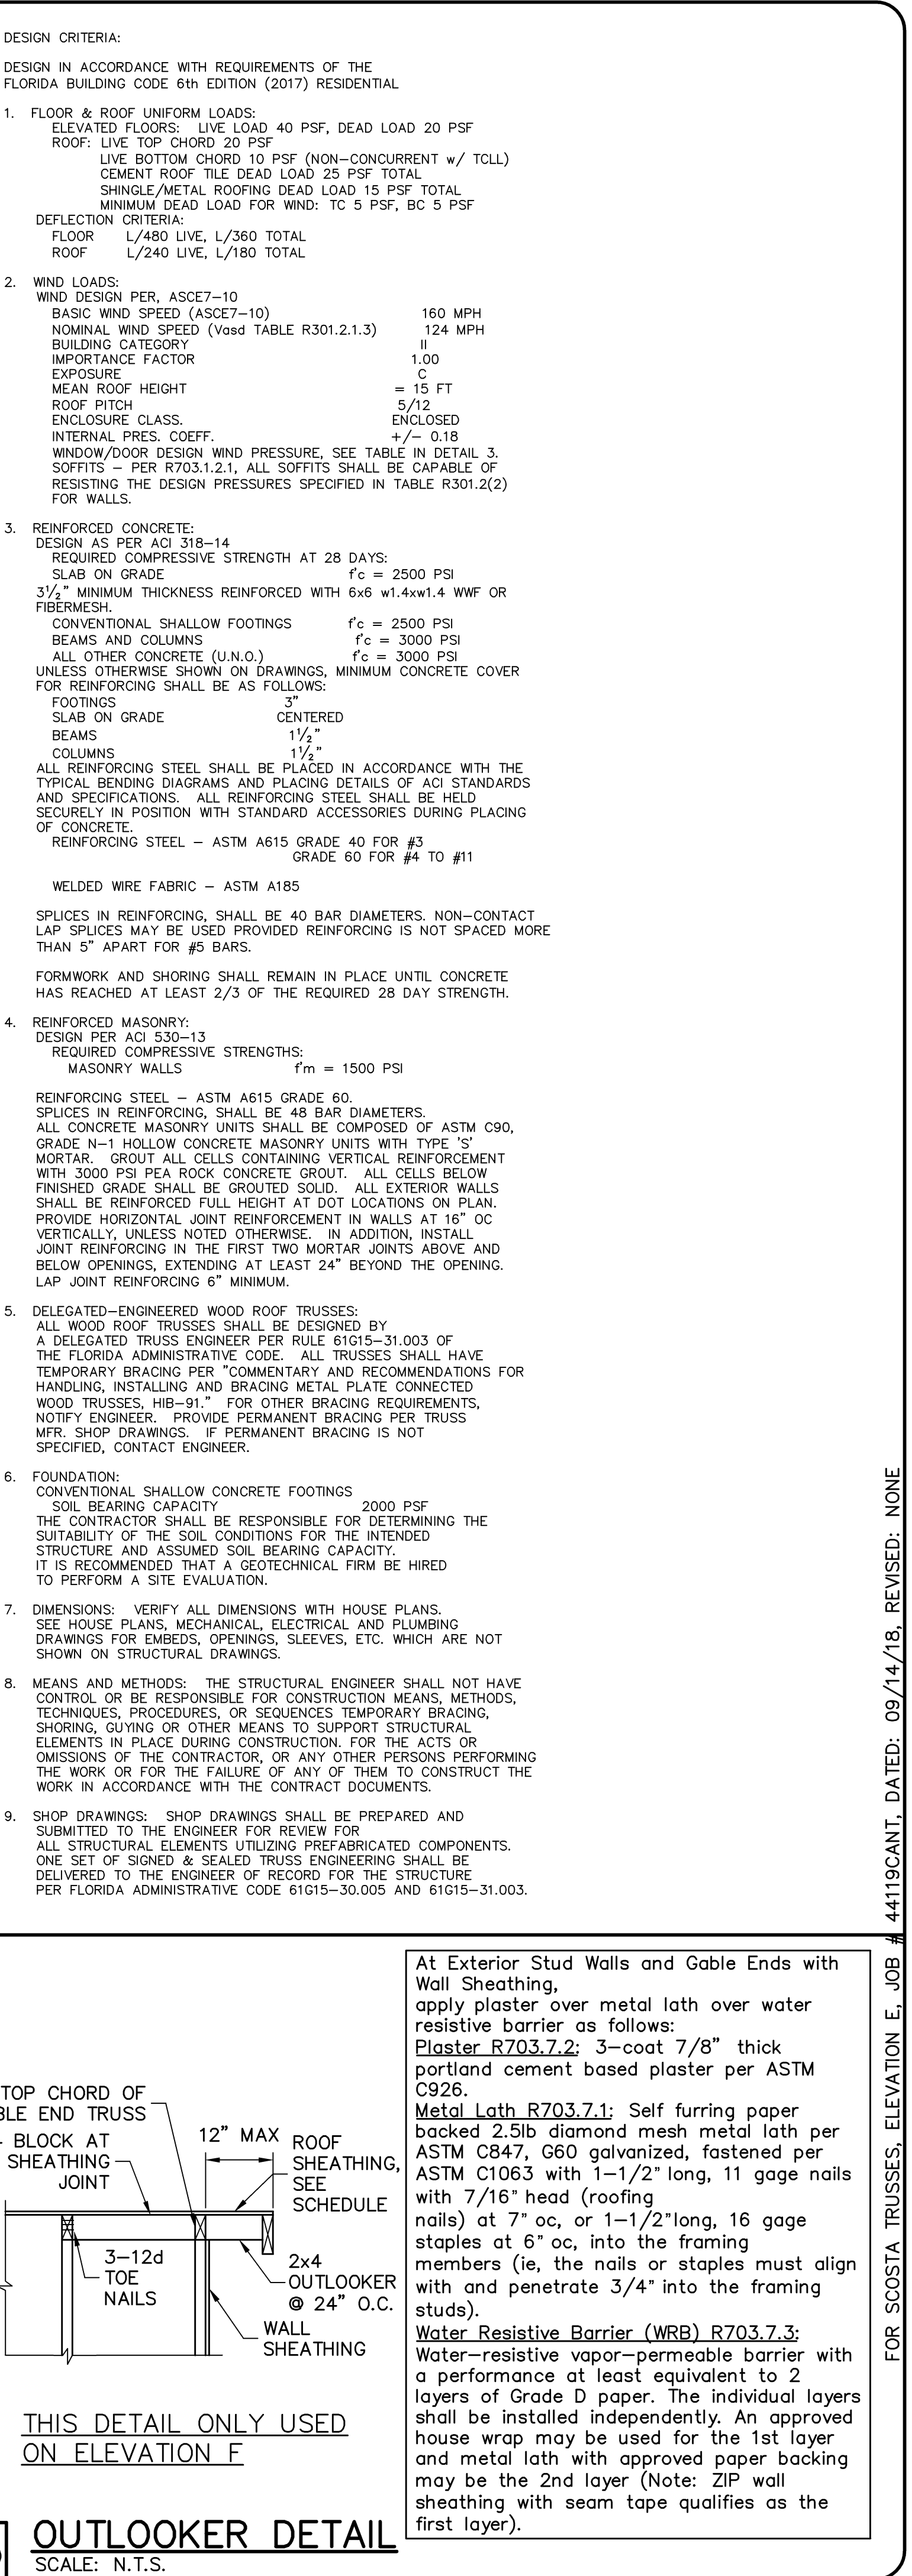 DESIGN CRITERIA:
DESIGN IN ACCORDANCE WITH REQUIREMENTS OF THE
FLORIDA BUILDING CODE 6th EDITION (2017) RESIDENTIAL
1. FLOOR & ROOF UNIFORM LOADS:
ELEVATED FLOORS: LIVE LOAD 40 PSF, DEAD LOAD 20 PSF
ROOF: LIVE TOP CHORD 20 PSF
LIVE BOTTOM CHORD 10 PSF (NON-CONCURRENT w/ TCLL)
CEMENT ROOF TILE DEAD LOAD 25 PSF TOTAL
SHINGLE/METAL ROOFING DEAD LOAD 15 PSF TOTAL
MINIMUM DEAD LOAD FOR WIND: TC 5 PSF, BC 5 PSF
DEFLECTION CRITERIA:
FLOOR L/480 LIVE, L/360 TOTAL
ROOF L/240 LIVE, L/180 TOTAL
2. WIND LOADS:
WIND DESIGN PER, ASCE7-10
BASIC WIND SPEED (ASCE7-10) 160 MPH
NOMINAL WIND SPEED (Vasd TABLE R301.2.1.3) 124 MPH
BUILDING CATEGORY II
IMPORTANCE FACTOR 1.00
EXPOSURE C
MEAN ROOF HEIGHT = 15 FT
ROOF PITCH 5/12
ENCLOSURE CLASS. ENCLOSED
INTERNAL PRES. COEFF. +/- 0.18
WINDOW/DOOR DESIGN WIND PRESSURE, SEE TABLE IN DETAIL 3.
SOFFITS - PER R703.1.2.1, ALL SOFFITS SHALL BE CAPABLE OF
RESISTING THE DESIGN PRESSURES SPECIFIED IN TABLE R301.2(2)
FOR WALLS.
3. REINFORCED CONCRETE:
DESIGN AS PER ACI 318-14
REQUIRED COMPRESSIVE STRENGTH AT 28 DAYS:
SLAB ON GRADE f'c = 2500 PSI
3½" MINIMUM THICKNESS REINFORCED WITH 6x6 w1.4xw1.4 WWF OR
FIBERMESH.
CONVENTIONAL SHALLOW FOOTINGS f'c = 2500 PSI
BEAMS AND COLUMNS f'c = 3000 PSI
ALL OTHER CONCRETE (U.N.O.) f'c = 3000 PSI
UNLESS OTHERWISE SHOWN ON DRAWINGS, MINIMUM CONCRETE COVER
FOR REINFORCING SHALL BE AS FOLLOWS:
FOOTINGS 3"
SLAB ON GRADE CENTERED
BEAMS 1½"
COLUMNS 1½"
ALL REINFORCING STEEL SHALL BE PLACED IN ACCORDANCE WITH THE
TYPICAL BENDING DIAGRAMS AND PLACING DETAILS OF ACI STANDARDS
AND SPECIFICATIONS. ALL REINFORCING STEEL SHALL BE HELD
SECURELY IN POSITION WITH STANDARD ACCESSORIES DURING PLACING
OF CONCRETE.
REINFORCING STEEL - ASTM A615 GRADE 40 FOR #3
GRADE 60 FOR #4 TO #11
WELDED WIRE FABRIC - ASTM A185
SPLICES IN REINFORCING, SHALL BE 40 BAR DIAMETERS. NON-CONTACT
LAP SPLICES MAY BE USED PROVIDED REINFORCING IS NOT SPACED MORE
THAN 5" APART FOR #5 BARS.
FORMWORK AND SHORING SHALL REMAIN IN PLACE UNTIL CONCRETE
HAS REACHED AT LEAST 2/3 OF THE REQUIRED 28 DAY STRENGTH.
4. REINFORCED MASONRY:
DESIGN PER ACI 530-13
REQUIRED COMPRESSIVE STRENGTHS:
MASONRY WALLS f'm = 1500 PSI
REINFORCING STEEL - ASTM A615 GRADE 60.
SPLICES IN REINFORCING, SHALL BE 48 BAR DIAMETERS.
ALL CONCRETE MASONRY UNITS SHALL BE COMPOSED OF ASTM C90,
GRADE N-1 HOLLOW CONCRETE MASONRY UNITS WITH TYPE 'S'
MORTAR. GROUT ALL CELLS CONTAINING VERTICAL REINFORCEMENT
WITH 3000 PSI PEA ROCK CONCRETE GROUT. ALL CELLS BELOW
FINISHED GRADE SHALL BE GROUTED SOLID. ALL EXTERIOR WALLS
SHALL BE REINFORCED FULL HEIGHT AT DOT LOCATIONS ON PLAN.
PROVIDE HORIZONTAL JOINT REINFORCEMENT IN WALLS AT 16" OC
VERTICALLY, UNLESS NOTED OTHERWISE. IN ADDITION, INSTALL
JOINT REINFORCING IN THE FIRST TWO MORTAR JOINTS ABOVE AND
BELOW OPENINGS, EXTENDING AT LEAST 24" BEYOND THE OPENING.
LAP JOINT REINFORCING 6" MINIMUM.
5. DELEGATED-ENGINEERED WOOD ROOF TRUSSES:
ALL WOOD ROOF TRUSSES SHALL BE DESIGNED BY
A DELEGATED TRUSS ENGINEER PER RULE 61G15-31.003 OF
THE FLORIDA ADMINISTRATIVE CODE. ALL TRUSSES SHALL HAVE
TEMPORARY BRACING PER "COMMENTARY AND RECOMMENDATIONS FOR
HANDLING, INSTALLING AND BRACING METAL PLATE CONNECTED
WOOD TRUSSES, HIB-91." FOR OTHER BRACING REQUIREMENTS,
NOTIFY ENGINEER. PROVIDE PERMANENT BRACING PER TRUSS
MFR. SHOP DRAWINGS. IF PERMANENT BRACING IS NOT
SPECIFIED, CONTACT ENGINEER.
6. FOUNDATION:
CONVENTIONAL SHALLOW CONCRETE FOOTINGS
SOIL BEARING CAPACITY 2000 PSF
THE CONTRACTOR SHALL BE RESPONSIBLE FOR DETERMINING THE
SUITABILITY OF THE SOIL CONDITIONS FOR THE INTENDED
STRUCTURE AND ASSUMED SOIL BEARING CAPACITY.
IT IS RECOMMENDED THAT A GEOTECHNICAL FIRM BE HIRED
TO PERFORM A SITE EVALUATION.
7. DIMENSIONS: VERIFY ALL DIMENSIONS WITH HOUSE PLANS.
SEE HOUSE PLANS, MECHANICAL, ELECTRICAL AND PLUMBING
DRAWINGS FOR EMBEDS, OPENINGS, SLEEVES, ETC. WHICH ARE NOT
SHOWN ON STRUCTURAL DRAWINGS.
8. MEANS AND METHODS: THE STRUCTURAL ENGINEER SHALL NOT HAVE
CONTROL OR BE RESPONSIBLE FOR CONSTRUCTION MEANS, METHODS,
TECHNIQUES, PROCEDURES, OR SEQUENCES TEMPORARY BRACING,
SHORING, GUYING OR OTHER MEANS TO SUPPORT STRUCTURAL
ELEMENTS IN PLACE DURING CONSTRUCTION. FOR THE ACTS OR
OMISSIONS OF THE CONTRACTOR, OR ANY OTHER PERSONS PERFORMING
THE WORK OR FOR THE FAILURE OF ANY OF THEM TO CONSTRUCT THE
WORK IN ACCORDANCE WITH THE CONTRACT DOCUMENTS.
9. SHOP DRAWINGS: SHOP DRAWINGS SHALL BE PREPARED AND
SUBMITTED TO THE ENGINEER FOR REVIEW FOR
ALL STRUCTURAL ELEMENTS UTILIZING PREFABRICATED COMPONENTS.
ONE SET OF SIGNED & SEALED TRUSS ENGINEERING SHALL BE
DELIVERED TO THE ENGINEER OF RECORD FOR THE STRUCTURE
PER FLORIDA ADMINISTRATIVE CODE 61G15-30.005 AND 61G15-31.003.
TOP CHORD OF
BLE END TRUSS
BLOCK AT
SHEATHING
JOINT
12" MAX
ROOF
SHEATHING,
SEE
SCHEDULE
3-12d
TOE
NAILS
2x4
OUTLOOKER
@ 24" O.C.
WALL
SHEATHING
THIS DETAIL ONLY USED
ON ELEVATION F
OUTLOOKER DETAIL
SCALE: N.T.S.
At Exterior Stud Walls and Gable Ends with
Wall Sheathing,
apply plaster over metal lath over water
resistive barrier as follows:
Plaster R703.7.2: 3-coat 7/8" thick
portland cement based plaster per ASTM
C926.
Metal Lath R703.7.1: Self furring paper
backed 2.5lb diamond mesh metal lath per
ASTM C847, G60 galvanized, fastened per
ASTM C1063 with 1-1/2" long, 11 gage nails
with 7/16" head (roofing
nails) at 7" oc, or 1-1/2"long, 16 gage
staples at 6" oc, into the framing
members (ie, the nails or staples must align
with and penetrate 3/4" into the framing
studs).
Water Resistive Barrier (WRB) R703.7.3:
Water-resistive vapor-permeable barrier with
a performance at least equivalent to 2
layers of Grade D paper. The individual layers
shall be installed independently. An approved
house wrap may be used for the 1st layer
and metal lath with approved paper backing
may be the 2nd layer (Note: ZIP wall
sheathing with seam tape qualifies as the
first layer).
FOR SCOSTA TRUSSES, ELEVATION E, JOB # 44119CANT, DATED: 09/14/18, REVISED: NONE